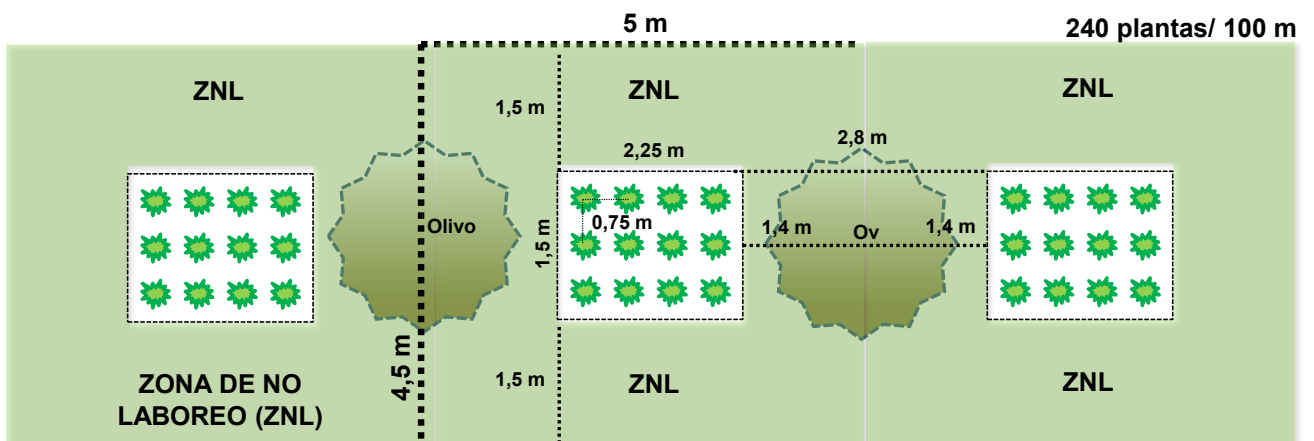 5 m
240 plantas/ 100 m
ZNL
ZNL
ZNL
1,5 m
2,8 m
2,25 m
Olivo
0,75 m
1,5 m
1,4 m
Ov
1,4 m
4,5 m
1,5 m
ZONA DE NO
LABOREO (ZNL)
ZNL
ZNL